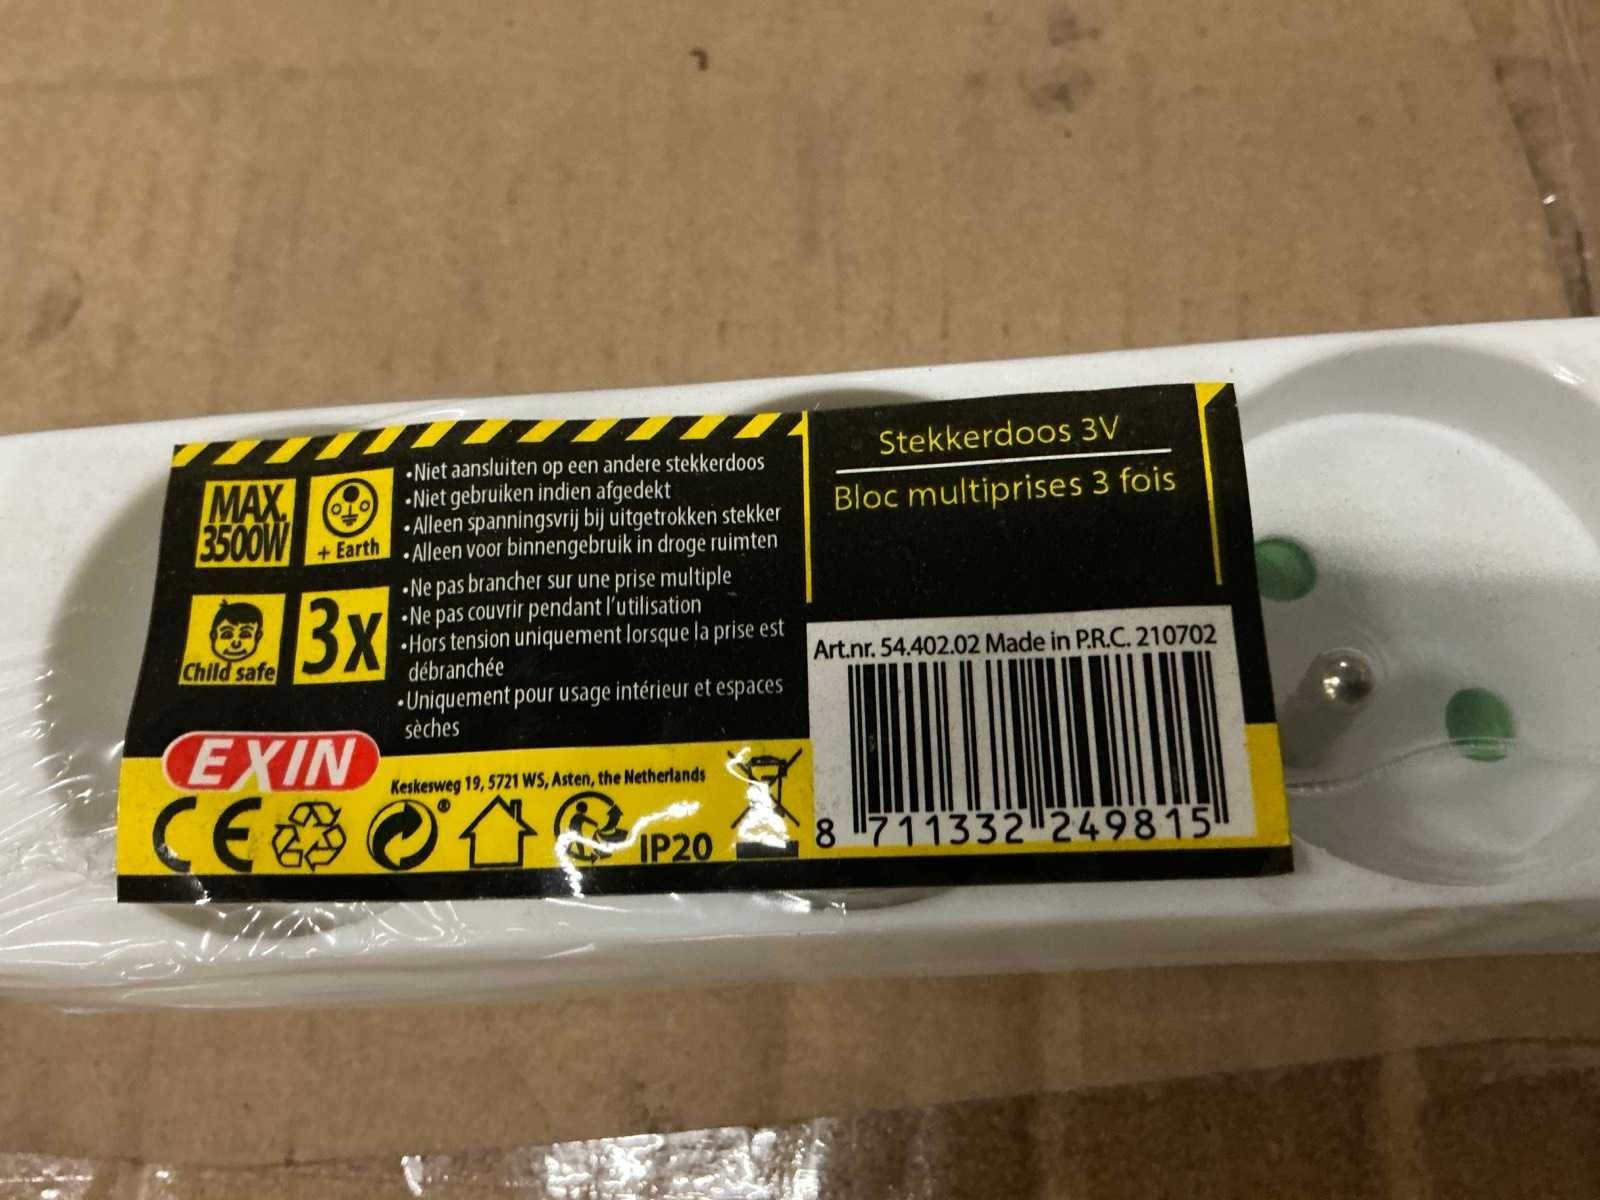 MAX.
3500W
+ Earth
Child safe
3x
•Niet aansluiten op een andere stekkerdoos
•Niet gebruiken indien afgedekt
•Alleen spanningsvrij bij uitgetrokken stekker
•Alleen voor binnengebruik in droge ruimten
•Ne pas brancher sur une prise multiple
•Ne pas couvrir pendant l'utilisation
•Hors tension uniquement lorsque la prise est
débranchée
•Uniquement pour usage intérieur et espaces
sèches
EXIN
Keskesweg 19, 5721 WS, Asten, the Netherlands
CE
®
IP20
Stekkerdoos 3V
Bloc multiprises 3 fois
Art.nr. 54.402.02 Made in P.R.C. 210702
8 711332 249815